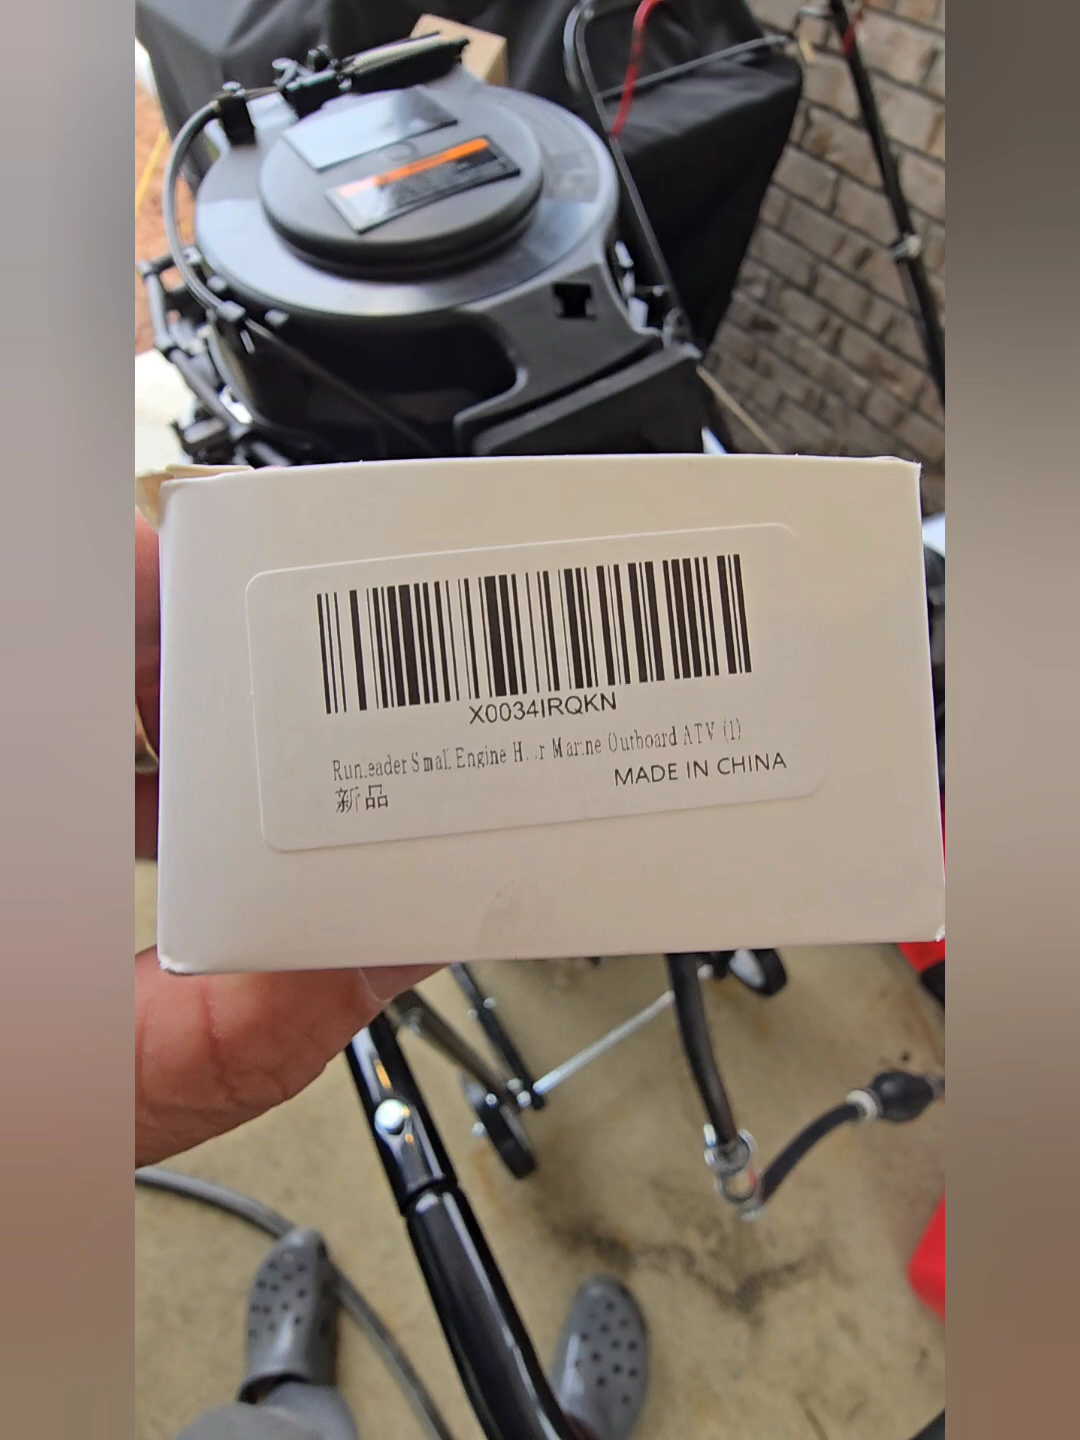 X0034IRQKN
Runleader Small Engine Marine Outboard ATV (1)
新品
MADE IN CHINA